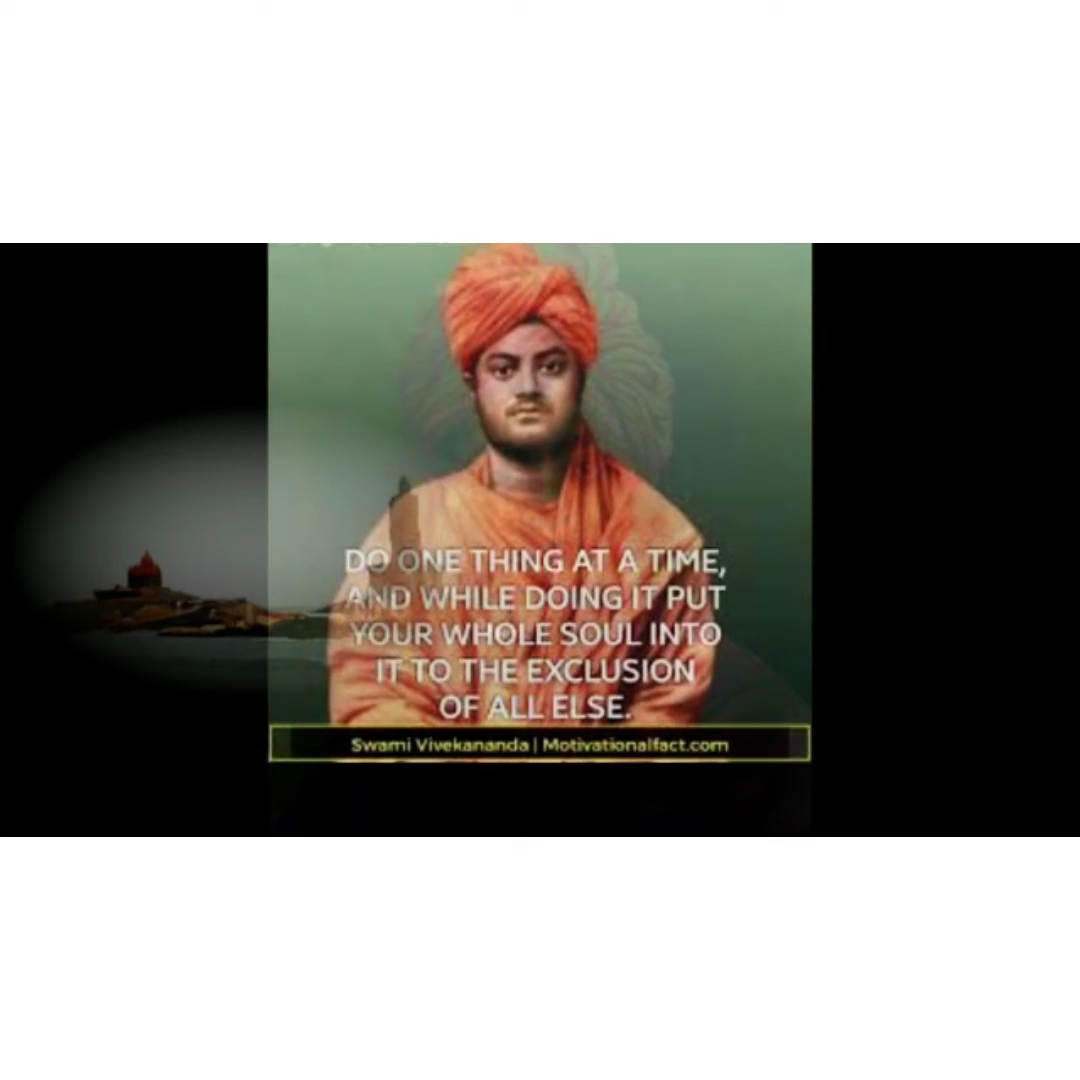 DO ONE THING AT A TIME,
AND WHILE DOING IT PUT
YOUR WHOLE SOUL INTO
IT TO THE EXCLUSION
OF ALL ELSE.
Swami Vivekananda | Motivationalfact.com